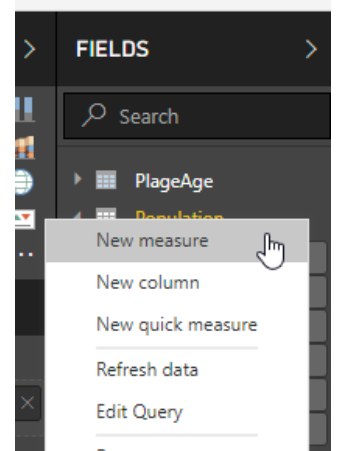 FIELDS
Search
PlageAge
Population
New measure
New column
New quick measure
Refresh data
Edit Query